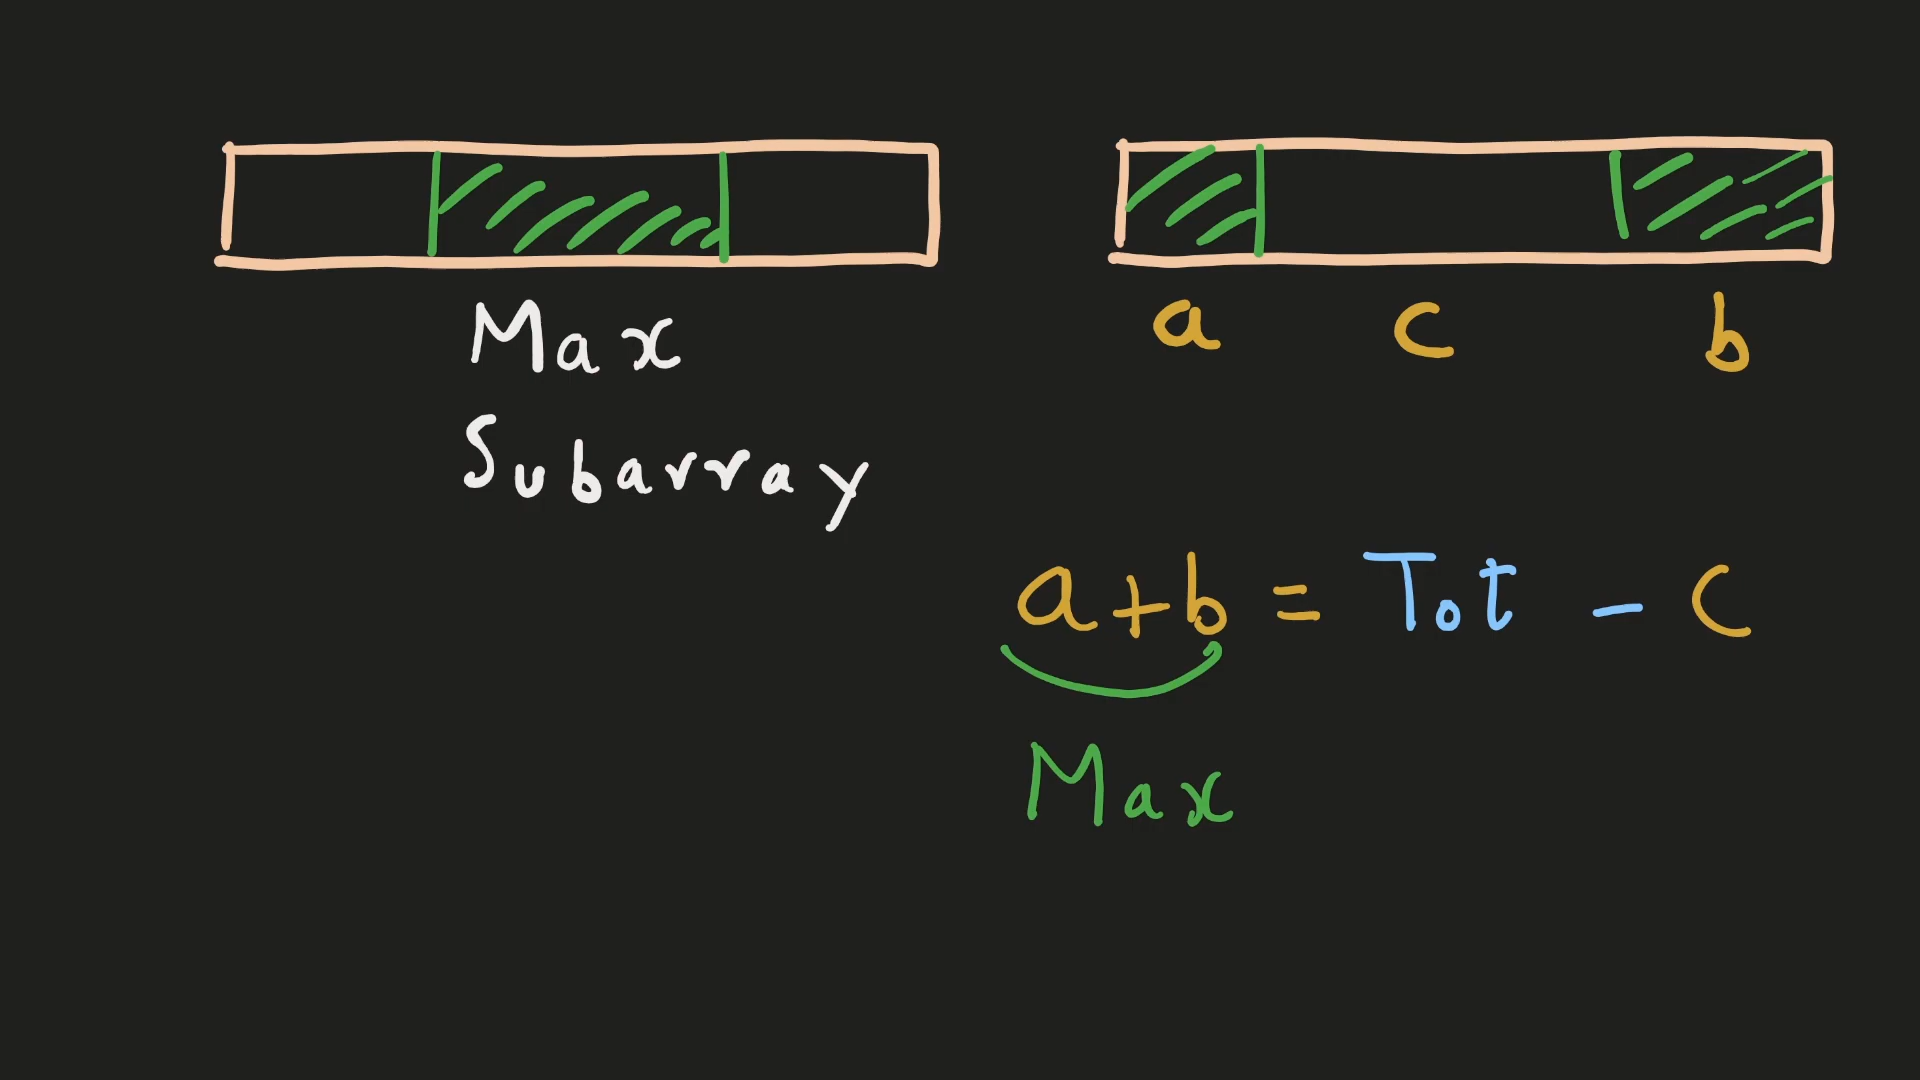 Max
Subarray
a c b
a+b = Tot - c
Max